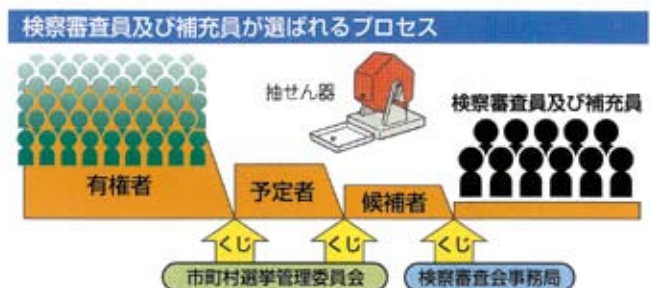 検察審査員及び補充員が選ばれるプロセス
抽せん器
検察審査員及び補充員
有権者
予定者
候補者
くじ
くじ
くじ
市町村選挙管理委員会
検察審査会事務局